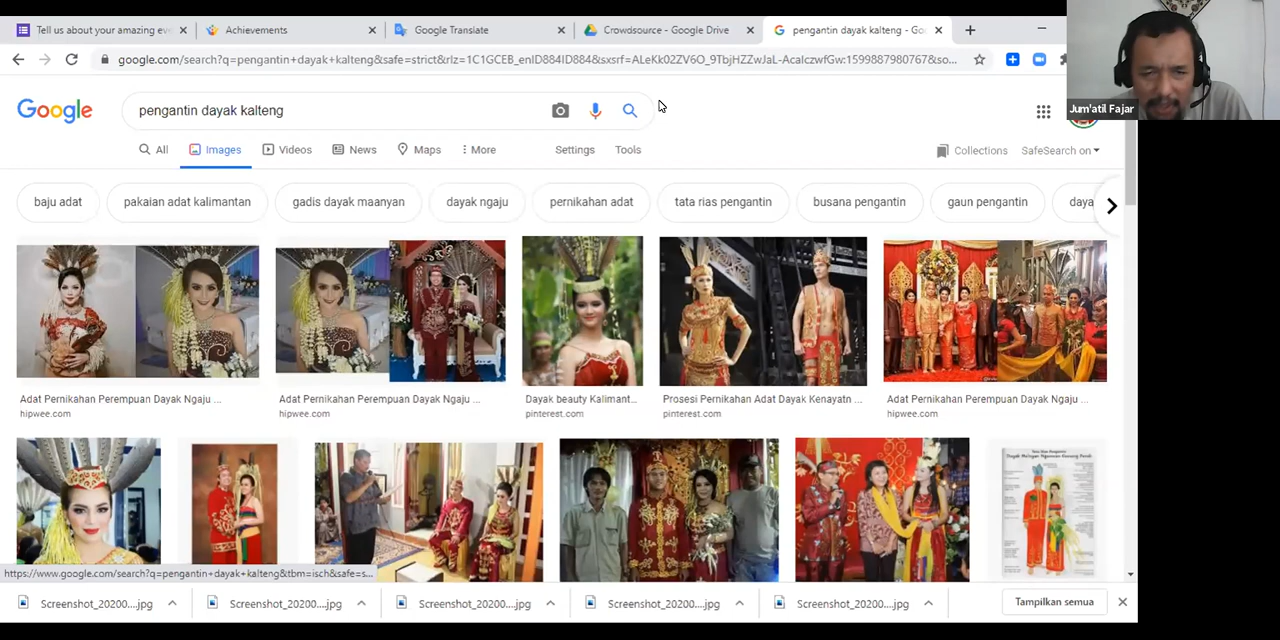 Tell us about your amazing eve
Achievements
Google Translate
Crowdsource - Google Drive
pengantin dayak kalteng - Go
google.com/search?q=pengantin+dayak+kalteng&safe=strict&rlz=1C1GCEB_enID884ID884&sxsrf=ALeKk02ZV6O_9TbjHZZwJaL-AcaIczwfGw:1599887980767&so...
Jum'atil Fajar
Google
pengantin dayak kalteng
All
Images
Videos
News
Maps
More
Settings
Tools
Collections
SafeSearch on
baju adat
pakaian adat kalimantan
gadis dayak maanyan
dayak ngaju
pernikahan adat
tata rias pengantin
busana pengantin
gaun pengantin
daya
Adat Pernikahan Perempuan Dayak Ngaju ...
hipwee.com
Adat Pernikahan Perempuan Dayak Ngaju ...
hipwee.com
Dayak beauty Kalimant...
pinterest.com
Prosesi Pernikahan Adat Dayak Kenayatn ...
pinterest.com
Adat Pernikahan Perempuan Dayak Ngaju ...
hipwee.com
https://www.google.com/search?q=pengantin+dayak+kalteng&tbm=isch&safe=s...
Screenshot_20200....jpg
Screenshot_20200....jpg
Screenshot_20200....jpg
Screenshot_20200....jpg
Screenshot_20200....jpg
Tampilkan semua